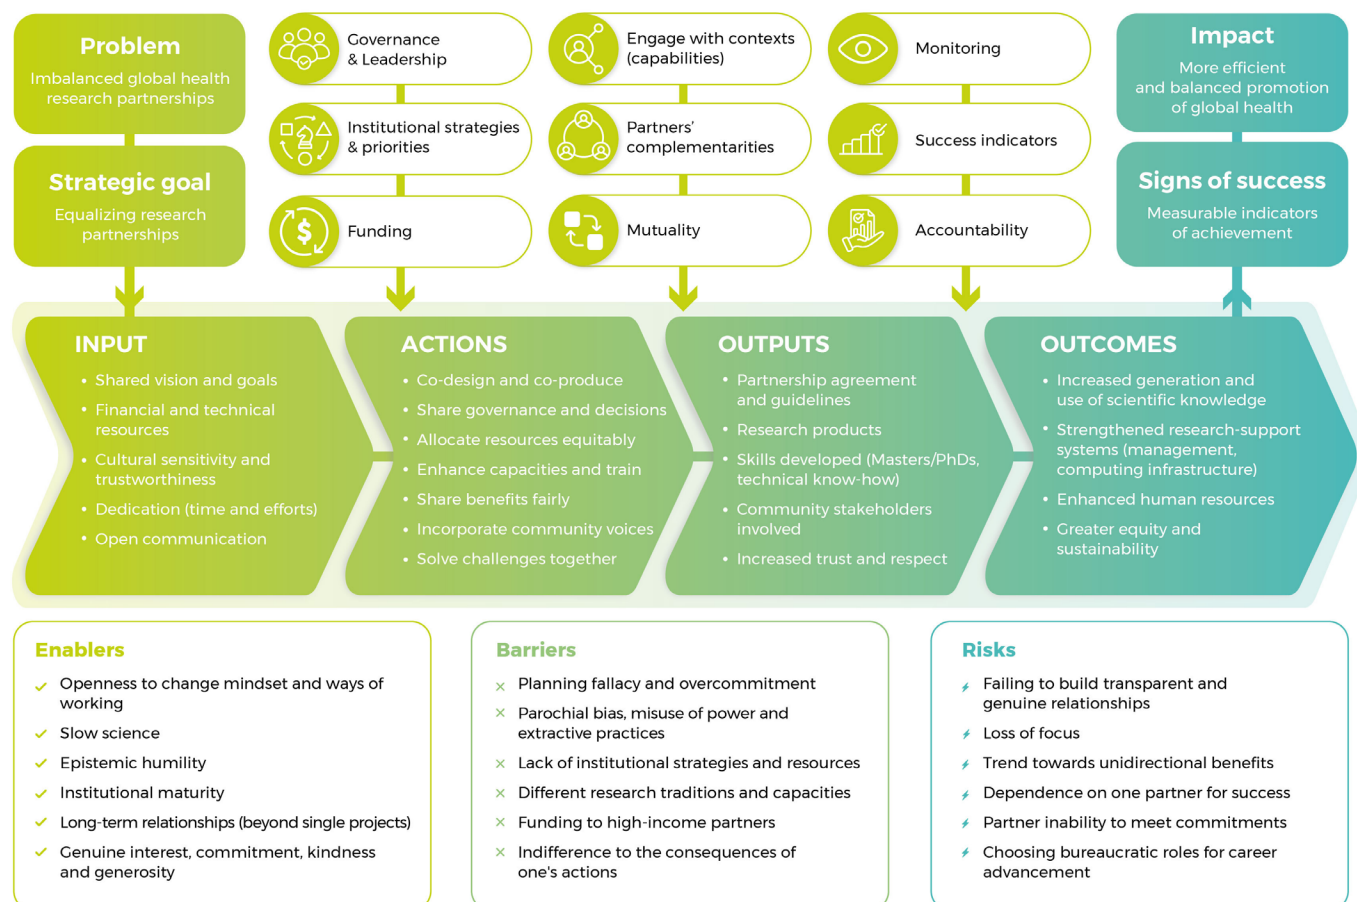 Problem
Imbalanced global health
research partnerships
Strategic goal
Equalizing research
partnerships
Governance
& Leadership
Institutional strategies
& priorities
$
Funding
Engage with contexts
(capabilities)
Partners'
complementarities
Mutuality
Monitoring
Success indicators
Accountability
Impact
More efficient
and balanced promotion
of global health
Signs of success
Measurable indicators
of achievement
INPUT
• Shared vision and goals
• Financial and technical
resources
• Cultural sensitivity and
trustworthiness
• Dedication (time and efforts)
• Open communication
ACTIONS
• Co-design and co-produce
• Share governance and decisions
• Allocate resources equitably
• Enhance capacities and train
• Share benefits fairly
• Incorporate community voices
• Solve challenges together
OUTPUTS
• Partnership agreement
and guidelines
• Research products
• Skills developed (Masters/PhDs,
technical know-how)
• Community stakeholders
involved
• Increased trust and respect
OUTCOMES
• Increased generation and
use of scientific knowledge
• Strengthened research-support
systems (management,
computing infrastructure)
• Enhanced human resources
• Greater equity and
sustainability
Enablers
Openness to change mindset and ways of
working
Slow science
Epistemic humility
Institutional maturity
Long-term relationships (beyond single projects)
Genuine interest, commitment, kindness
and generosity
Barriers
Planning fallacy and overcommitment
Parochial bias, misuse of power and
extractive practices
Lack of institutional strategies and resources
Different research traditions and capacities
Funding to high-income partners
Indifference to the consequences of
one's actions
Risks
Failing to build transparent and
genuine relationships
Loss of focus
Trend towards unidirectional benefits
Dependence on one partner for success
Partner inability to meet commitments
Choosing bureaucratic roles for career
advancement